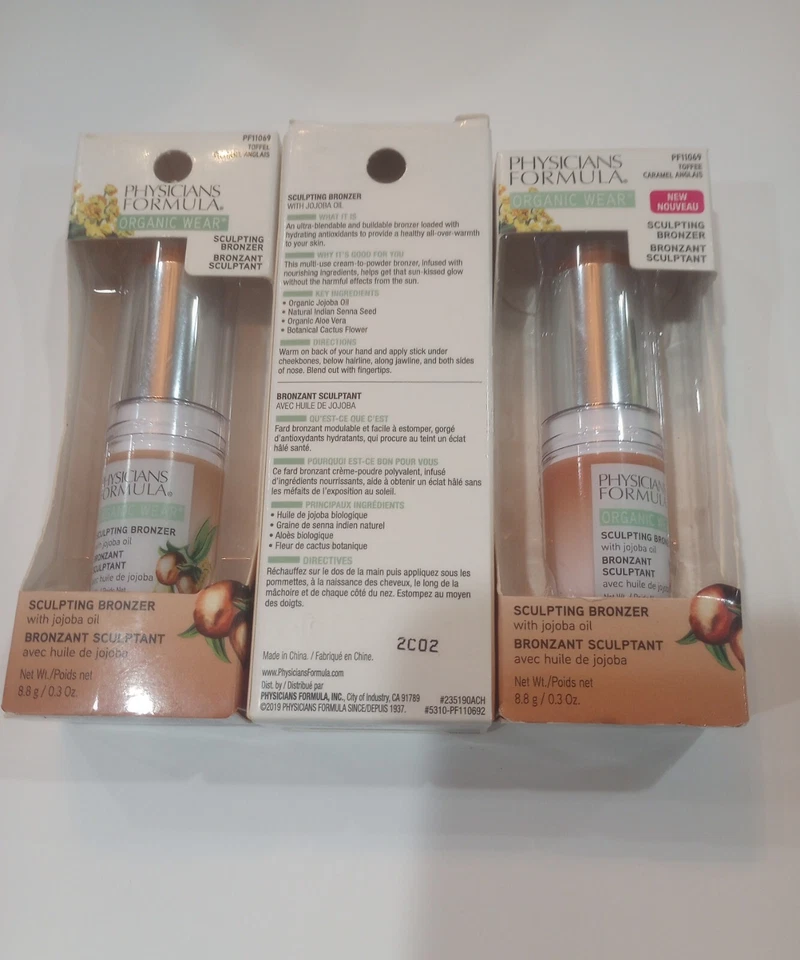 PF11069
TOFFEE
ANGLAIS
PHYSICIANS
FORMULA®
ORGANIC WEAR®
SCULPTING
BRONZER
BRONZANT
SCULPTANT
PHYSICIANS
FORMULA®
ORGANIC WEAR®
SCULPTING BRONZER
with jojoba oil
BRONZANT
SCULPTANT
avec huile de jojoba
SCULPTING BRONZER
with jojoba oil
BRONZANT SCULPTANT
avec huile de jojoba
Net Wt./Poids net
8.8 g / 0.3 Oz.
SCULPTING BRONZER
WITH JOJOBA OIL
WHAT IT IS
An ultra-blendable and buildable bronzer loaded with
hydrating antioxidants to provide a healthy all-over warmth
to your skin.
WHY IT'S GOOD FOR YOU
This multi-use cream-to-powder bronzer, infused with
nourishing ingredients, helps get that sun-kissed glow
without the harmful effects from the sun.
KEY INGREDIENTS
• Organic Jojoba Oil
• Natural Indian Senna Seed
• Organic Aloe Vera
• Botanical Cactus Flower
DIRECTIONS
Warm on back of your hand and apply stick under
cheekbones, below hairline, along jawline, and both sides
of nose. Blend out with fingertips.
BRONZANT SCULPTANT
AVEC HUILE DE JOJOBA
QU'EST-CE QUE C'EST
Fard bronzant modulable et facile à estomper, gorgé
d'antioxydants hydratants, qui procure au teint un éclat
hâlé santé.
POURQUOI EST-CE BON POUR VOUS
Ce fard bronzant crème-poudre polyvalent, infusé
d'ingrédients nourrissants, aide à obtenir un éclat hâlé sans
les méfaits de l'exposition au soleil.
PRINCIPAUX INGRÉDIENTS
• Huile de jojoba biologique
• Graine de senna indien naturel
• Aloès biologique
• Fleur de cactus botanique
DIRECTIVES
Réchauffez sur le dos de la main puis appliquez sous les
pommettes, à la naissance des cheveux, le long de la
mâchoire et de chaque côté du nez. Estompez au moyen
des doigts.
2C02
Made in China. / Fabriqué en Chine.
www.PhysiciansFormula.com
Dist. by / Distribué par
PHYSICIANS FORMULA, INC., City of Industry, CA 91789 #235190ACH
©2019 PHYSICIANS FORMULA SINCE/DEPUIS 1937. #5310-PF110692
PF11069
TOFFEE
CARAMEL ANGLAIS
PHYSICIANS
FORMULA®
ORGANIC WEAR®
NEW
NOUVEAU
SCULPTING
BRONZER
BRONZANT
SCULPTANT
PHYSICIANS
FORMULA
ORGANIC WEAR
SCULPTING BRONZER
with jojoba oil
BRONZANT
SCULPTANT
avec huile de jojoba
SCULPTING BRONZER
with jojoba oil
BRONZANT SCULPTANT
avec huile de jojoba
Net Wt./Poids net
8.8 g / 0.3 Oz.